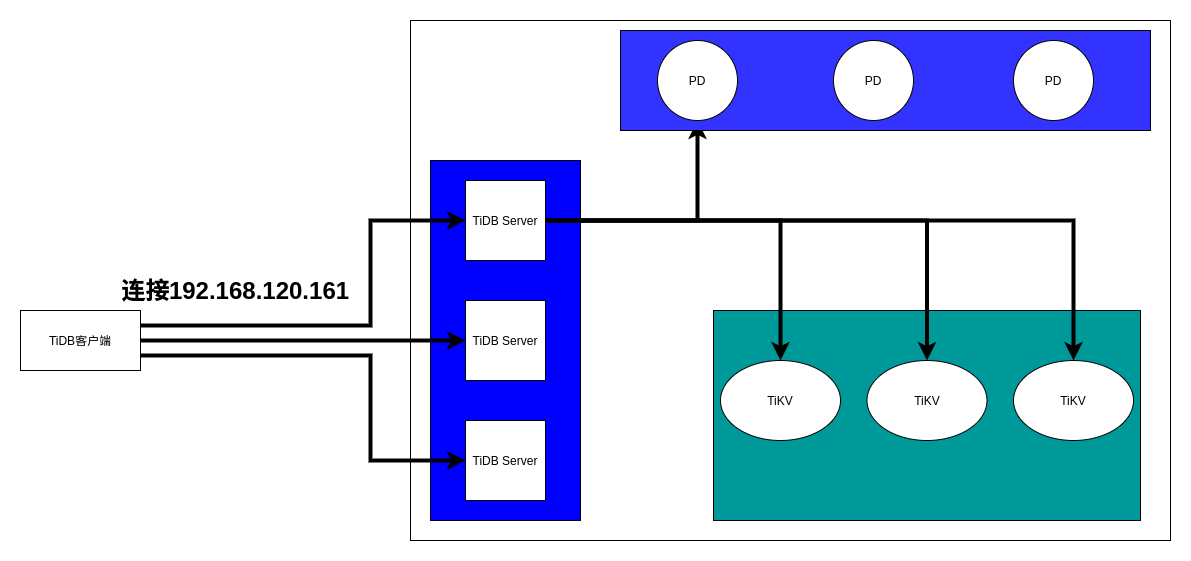 PD
PD
PD
TiDB Server
连接192.168.120.161
TiDB客户端
TiDB Server
TiKV
TiKV
TiKV
TiDB Server